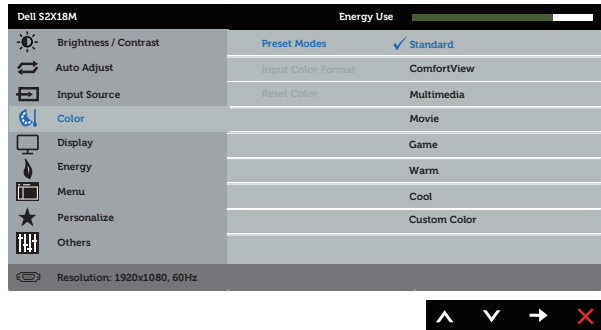 Dell S2X18M Energy Use
Brightness / Contrast Preset Modes Standard
Auto Adjust Input Color Format ComfortView
Input Source Reset Color Multimedia
Color Movie
Display Game
Energy Warm
Menu Cool
Personalize Custom Color
Others
Resolution: 1920x1080, 60Hz